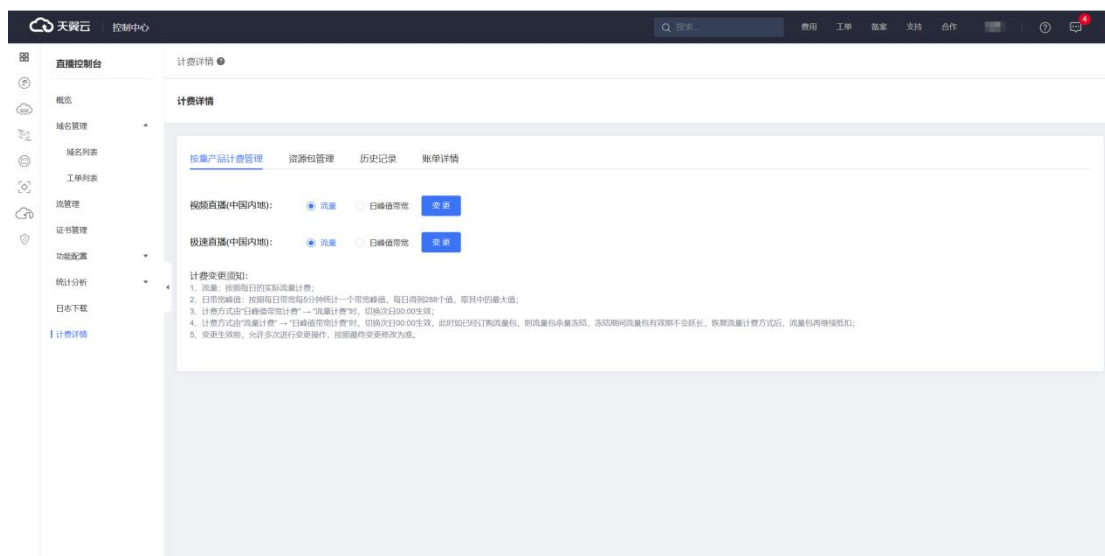 天翼云 控制中心 搜索... 费用 工单 备案 支持 合作 4
直播控制台
概览
域名管理
域名列表
工单列表
流管理
证书管理
功能配置
统计分析
日志下载
计费详情
计费详情
计费详情
按量产品计费管理 资源包管理 历史记录 账单详情
视频直播(中国内地): 流量 日峰值带宽 变更
极速直播(中国内地): 流量 日峰值带宽 变更
计费变更须知:
1、流量：按照每日的实际流量计费；
2、日带宽峰值：按照每日带宽每5分钟统计一个带宽峰值，每日得到288个值，取其中的最大值；
3、计费方式由“日峰值带宽计费” → “流量计费”时，切换次日00:00生效；
4、计费方式由“流量计费” → “日峰值带宽计费”时，切换次日00:00生效，此时如已经订购流量包，则流量包余量冻结，冻结期间流量包有效期不会延长，恢复流量计费方式后，流量包再继续抵扣；
5、变更生效前，允许多次进行变更操作，按照最终变更修改为准。